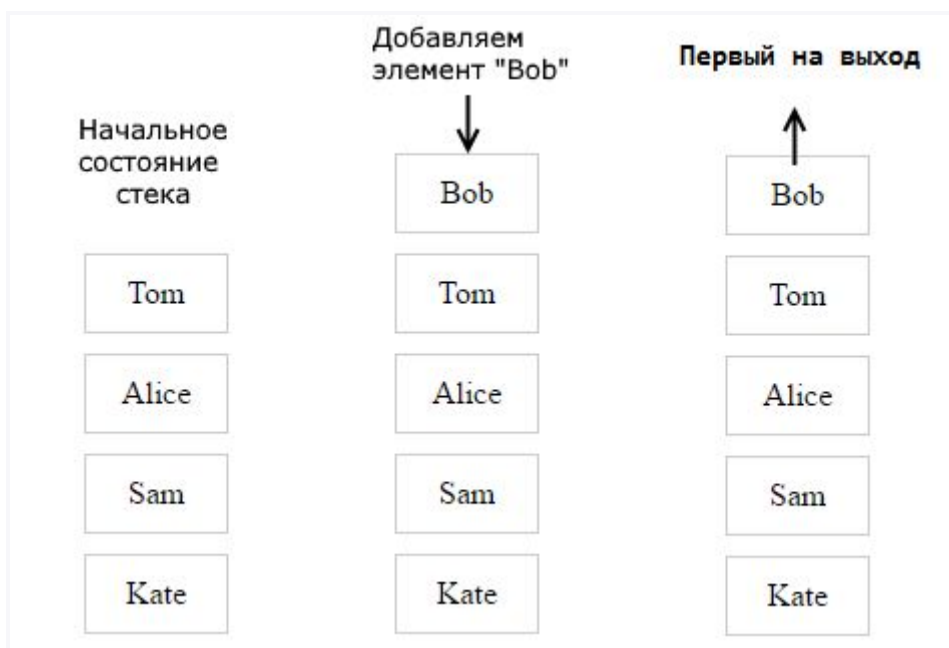 Начальное
состояние
стека
Tom
Alice
Sam
Kate
Добавляем
элемент "Bob"
Bob
Tom
Alice
Sam
Kate
Первый на выход
Bob
Tom
Alice
Sam
Kate